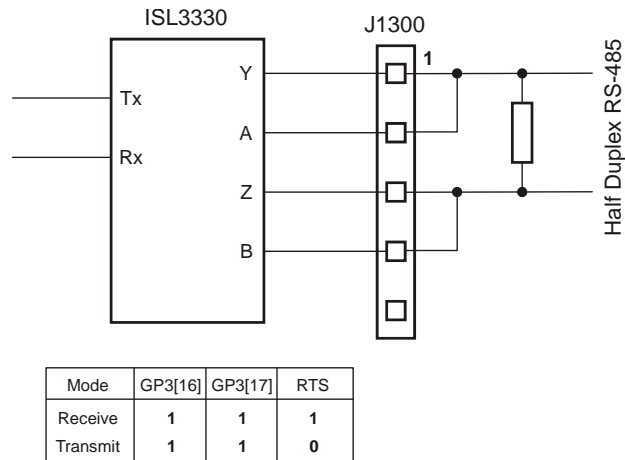 ISL3330
J1300
1
Y
Tx
A
Rx
Z
B
Half Duplex RS-485
Mode GP3[16] GP3[17] RTS
Receive 1 1 1
Transmit 1 1 0